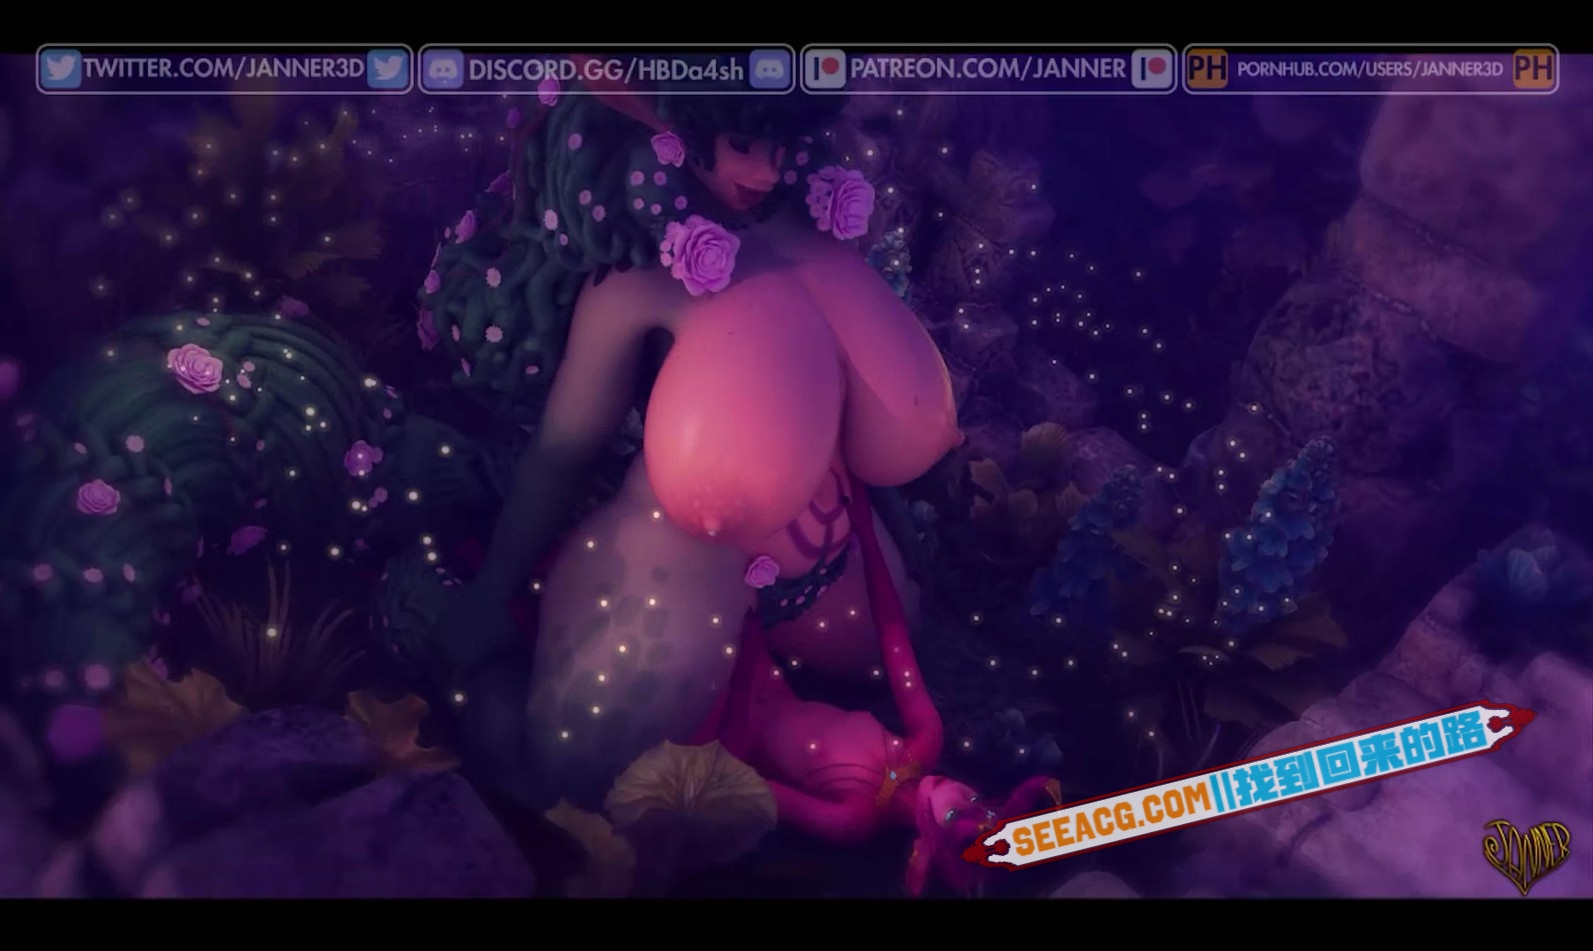 TWITTER.COM/JANNER3D
DISCORD.GG/HBDa4sh
PATREON.COM/JANNER
PH PORNHUB.COM/USERS/JANNER3D PH
SEEACG.COM||找到回来的路
JANNER